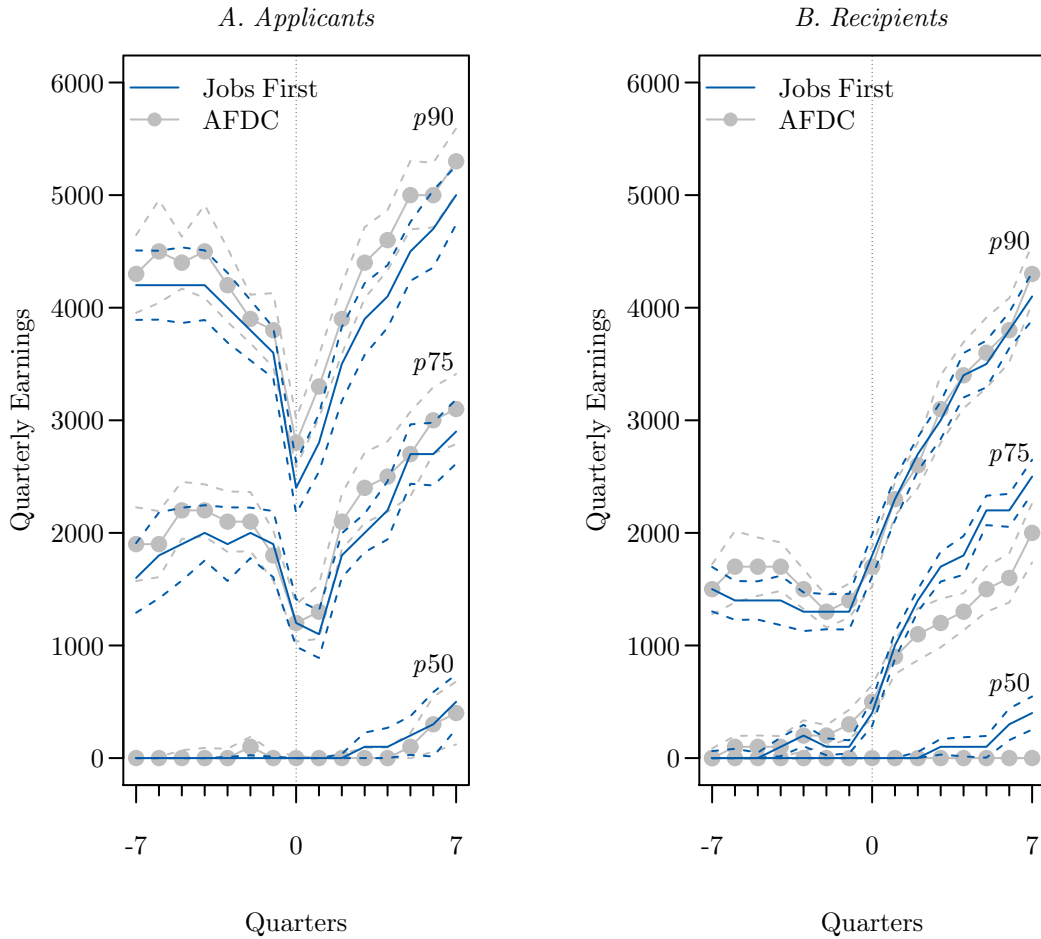 A. Applicants
6000
5000
4000
3000
2000
1000
0
Quarterly Earnings
Jobs First
AFDC
p90
p75
p50
-7
0
7
Quarters
B. Recipients
6000
5000
4000
3000
2000
1000
0
Quarterly Earnings
Jobs First
AFDC
p90
p75
p50
-7
0
7
Quarters